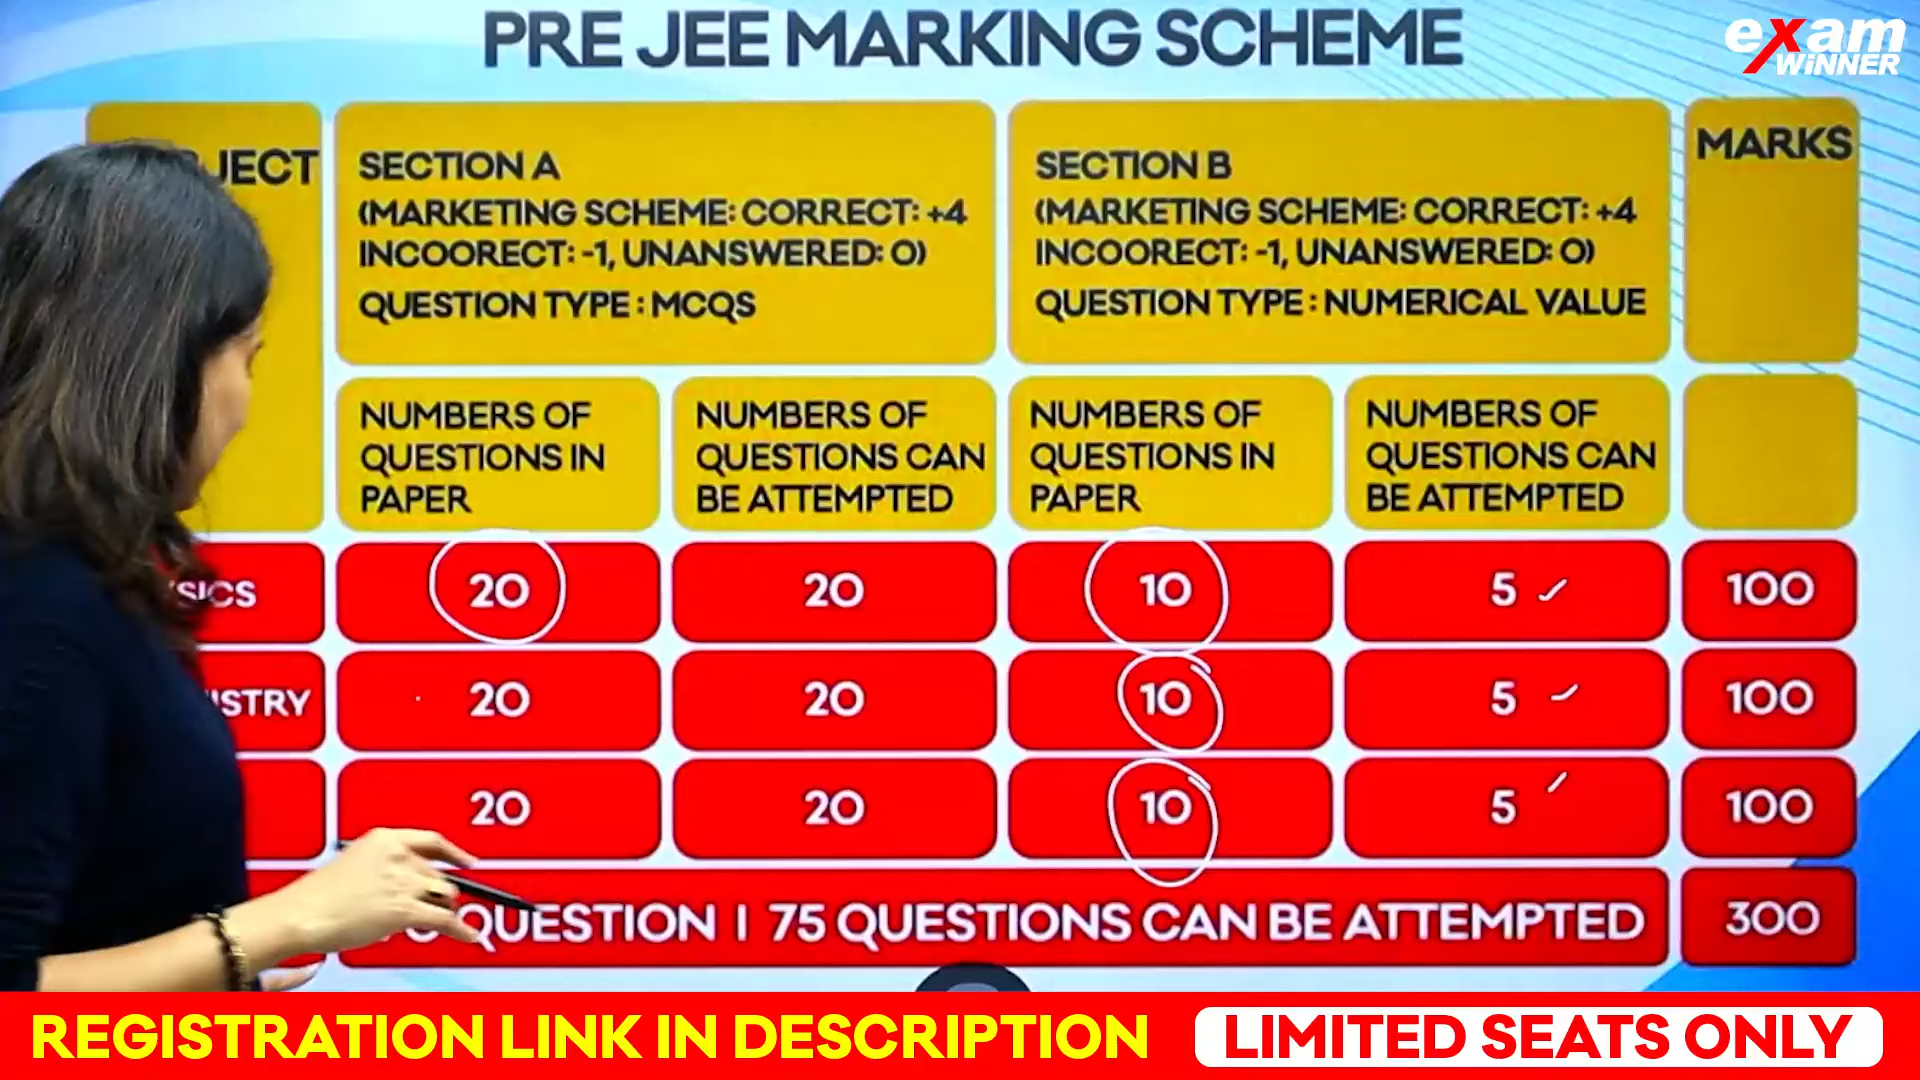 PRE JEE MARKING SCHEME
exam
WINNER
JECT
SECTION A
(MARKETING SCHEME: CORRECT: +4
INCOORECT: -1, UNANSWERED: 0)
QUESTION TYPE : MCQS
SECTION B
(MARKETING SCHEME: CORRECT: +4
INCOORECT: -1, UNANSWERED: 0)
QUESTION TYPE : NUMERICAL VALUE
MARKS
NUMBERS OF
QUESTIONS IN
PAPER
NUMBERS OF
QUESTIONS CAN
BE ATTEMPTED
NUMBERS OF
QUESTIONS IN
PAPER
NUMBERS OF
QUESTIONS CAN
BE ATTEMPTED
SICS 20 20 10 5 100
ISTRY 20 20 10 5 100
20 20 10 5 100
QUESTION | 75 QUESTIONS CAN BE ATTEMPTED 300
REGISTRATION LINK IN DESCRIPTION LIMITED SEATS ONLY